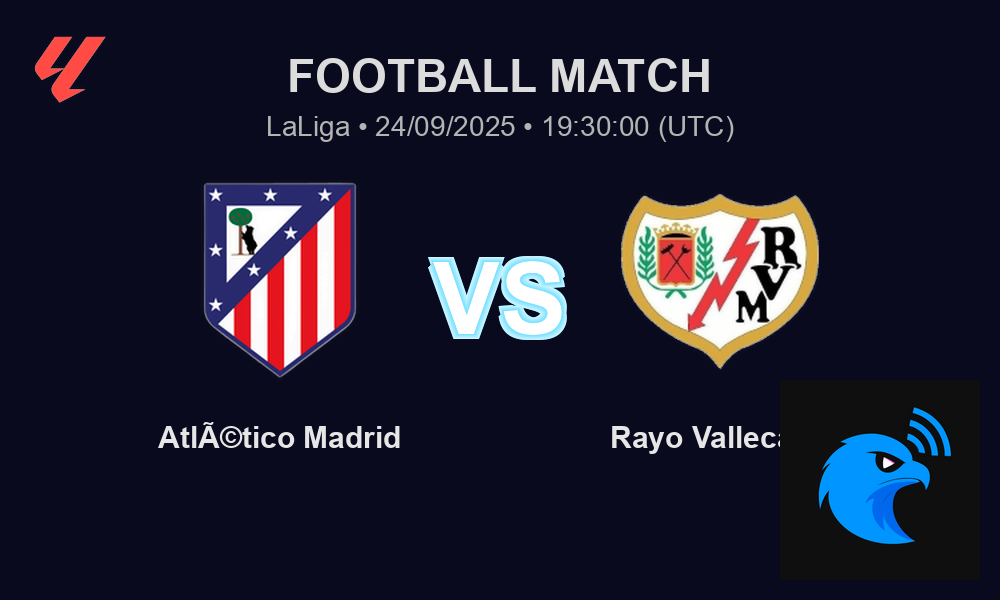 FOOTBALL MATCH
LaLiga • 24/09/2025 • 19:30:00 (UTC)
VS
R
V
M
AtlÃ©tico Madrid
Rayo